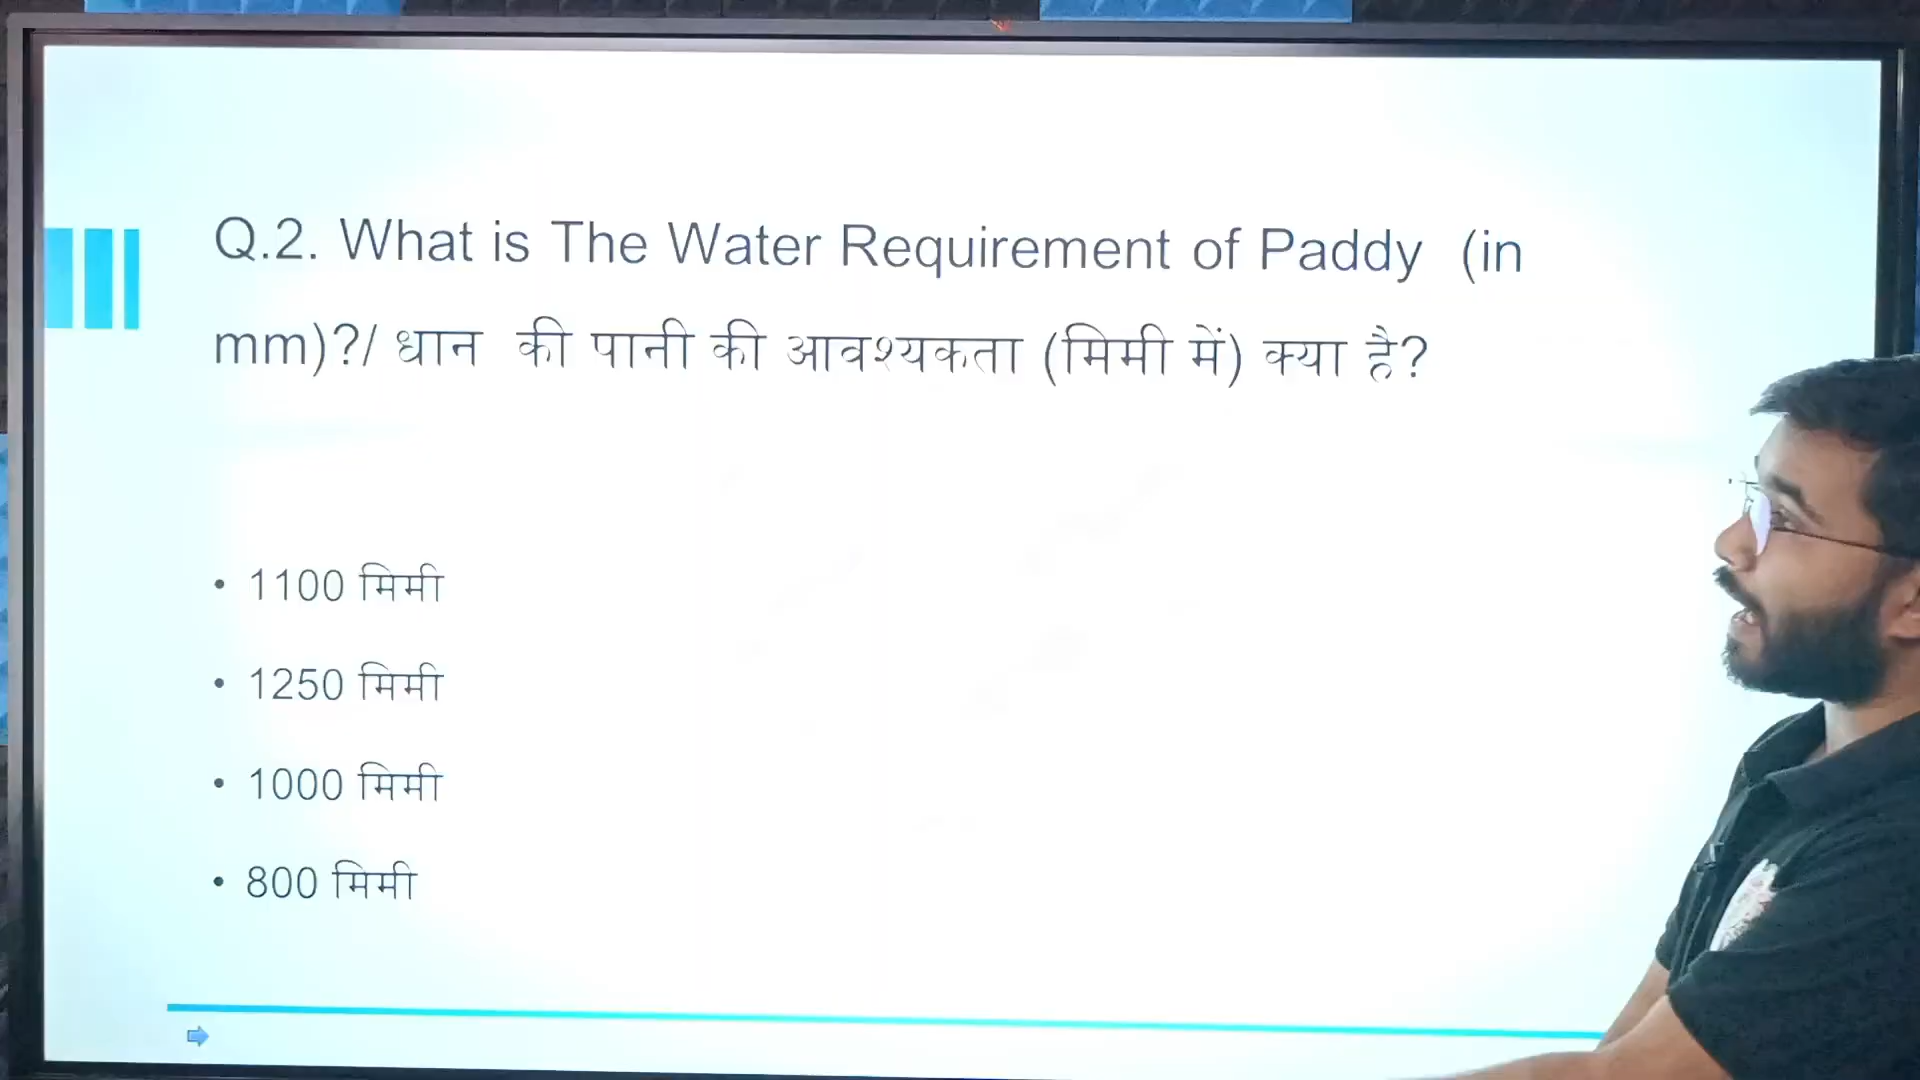 Q.2. What is The Water Requirement of Paddy (in
mm)?/ धान की पानी की आवश्यकता (मिमी में) क्या है?
• 1100 मिमी
• 1250 मिमी
• 1000 मिमी
• 800 मिमी